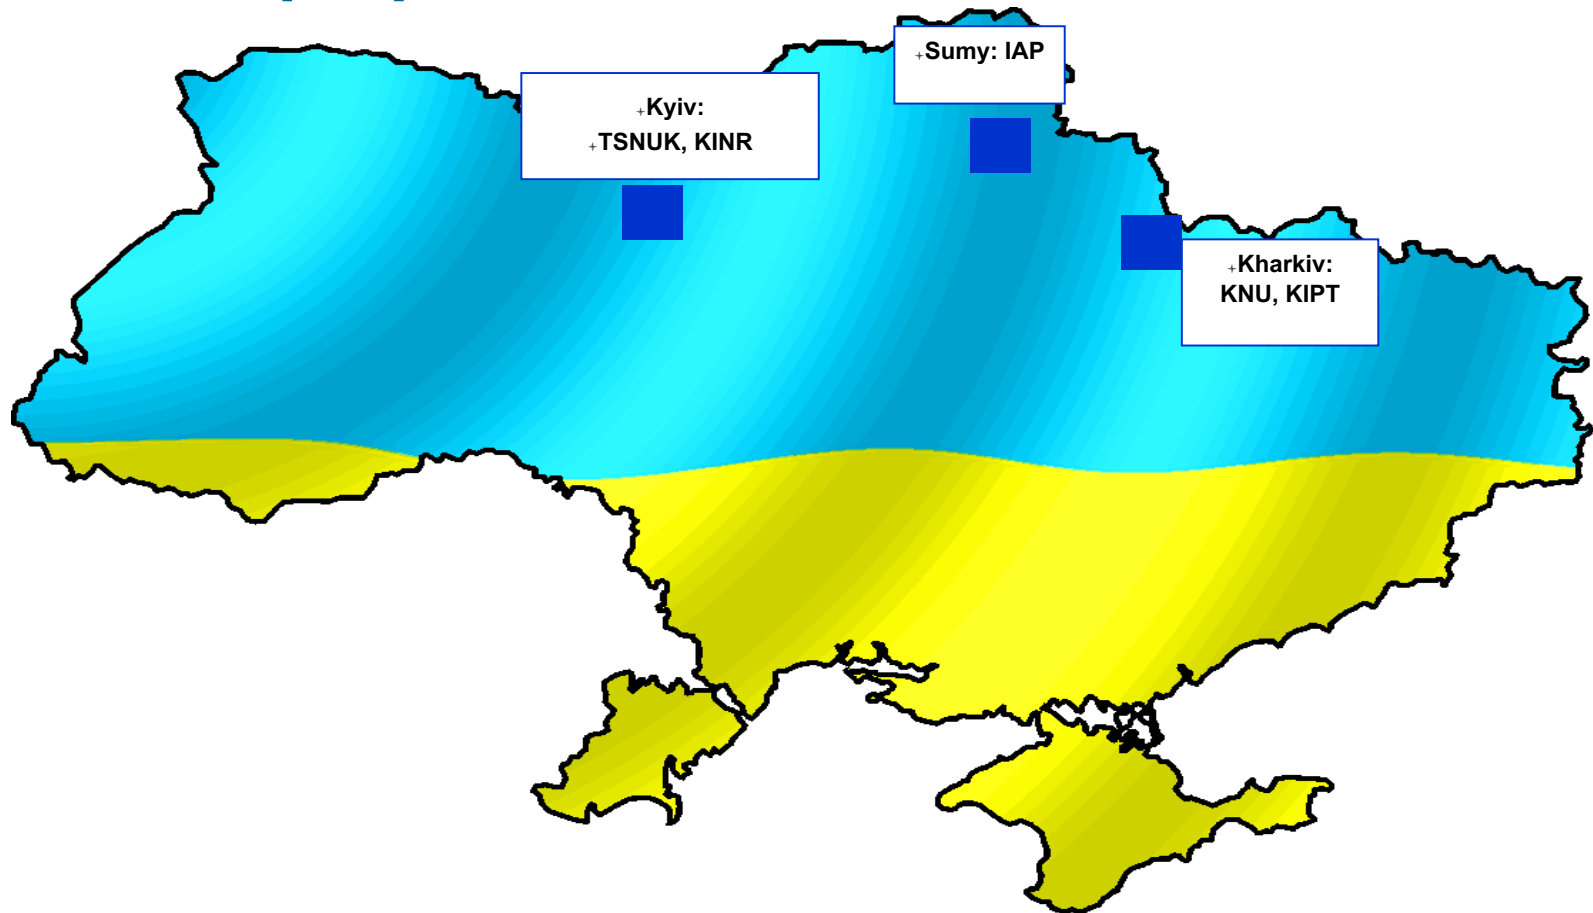 Sumy: IAP
Kyiv:
TSNUK, KINR
Kharkiv:
KNU, KIPT